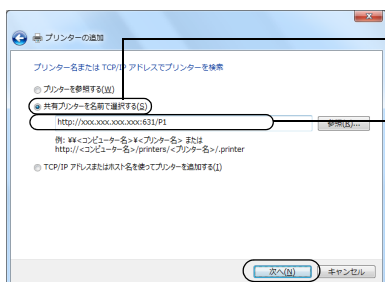 プリンターの追加
プリンター名または TCP/IP アドレスでプリンターを検索
プリンターを参照する(W)
共有プリンターを名前で選択する(S)
http://xxx.xxx.xxx.xxx:631/P1
参照(R)...
例: ¥¥<コンピューター名>¥<プリンター名> または
http://<コンピューター名>/printers/<プリンター名>/.printer
TCP/IP アドレスまたはホスト名を使ってプリンターを追加する(I)
次へ(N)
キャンセル